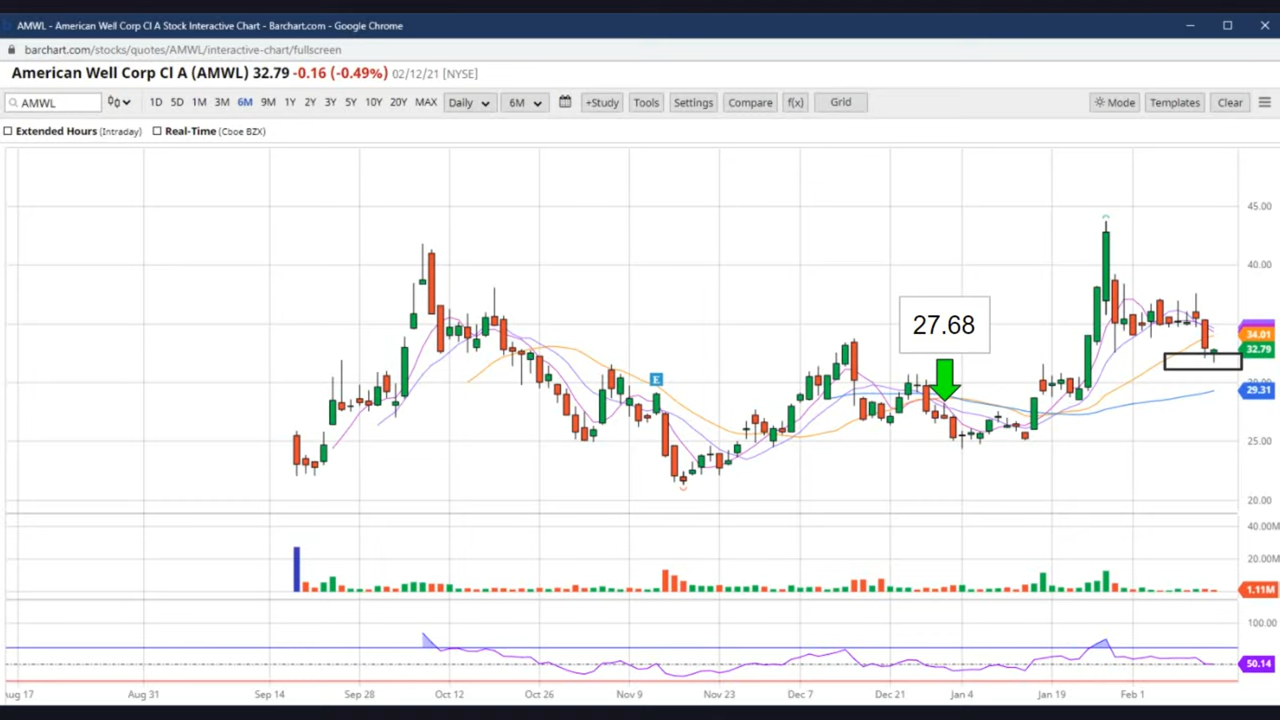 AMWL - American Well Corp Cl A Stock Interactive Chart - Barchart.com - Google Chrome
barchart.com/stocks/quotes/AMWL/interactive-chart/fullscreen
American Well Corp Cl A (AMWL) 32.79 -0.16 (-0.49%) 02/12/21 [NYSE]
AMWL 1D 5D 1M 3M 6M 9M 1Y 2Y 3Y 5Y 10Y 20Y MAX Daily 6M +Study Tools Settings Compare f(x) Grid Mode Templates Clear
Extended Hours (Intraday) Real-Time (Cboe BZX)
45.00
40.00
27.68
34.01
32.79
E
29.31
25.00
20.00
40.00M
20.00M
1.11M
100.00
50.14
ug 17 Aug 31 Sep 14 Sep 28 Oct 12 Oct 26 Nov 9 Nov 23 Dec 7 Dec 21 Jan 4 Jan 19 Feb 1